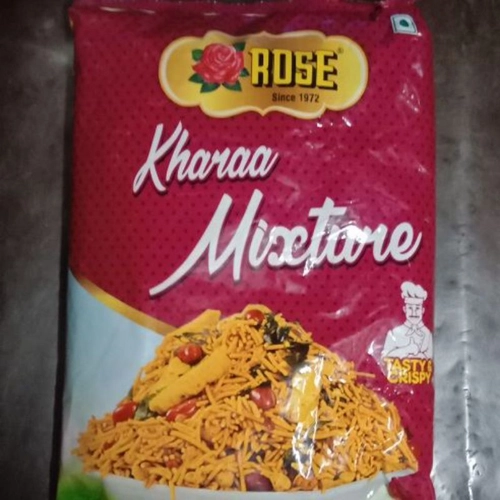 ROSE®
Since 1972
Kharaa
Mixture
TASTY &
CRISPY